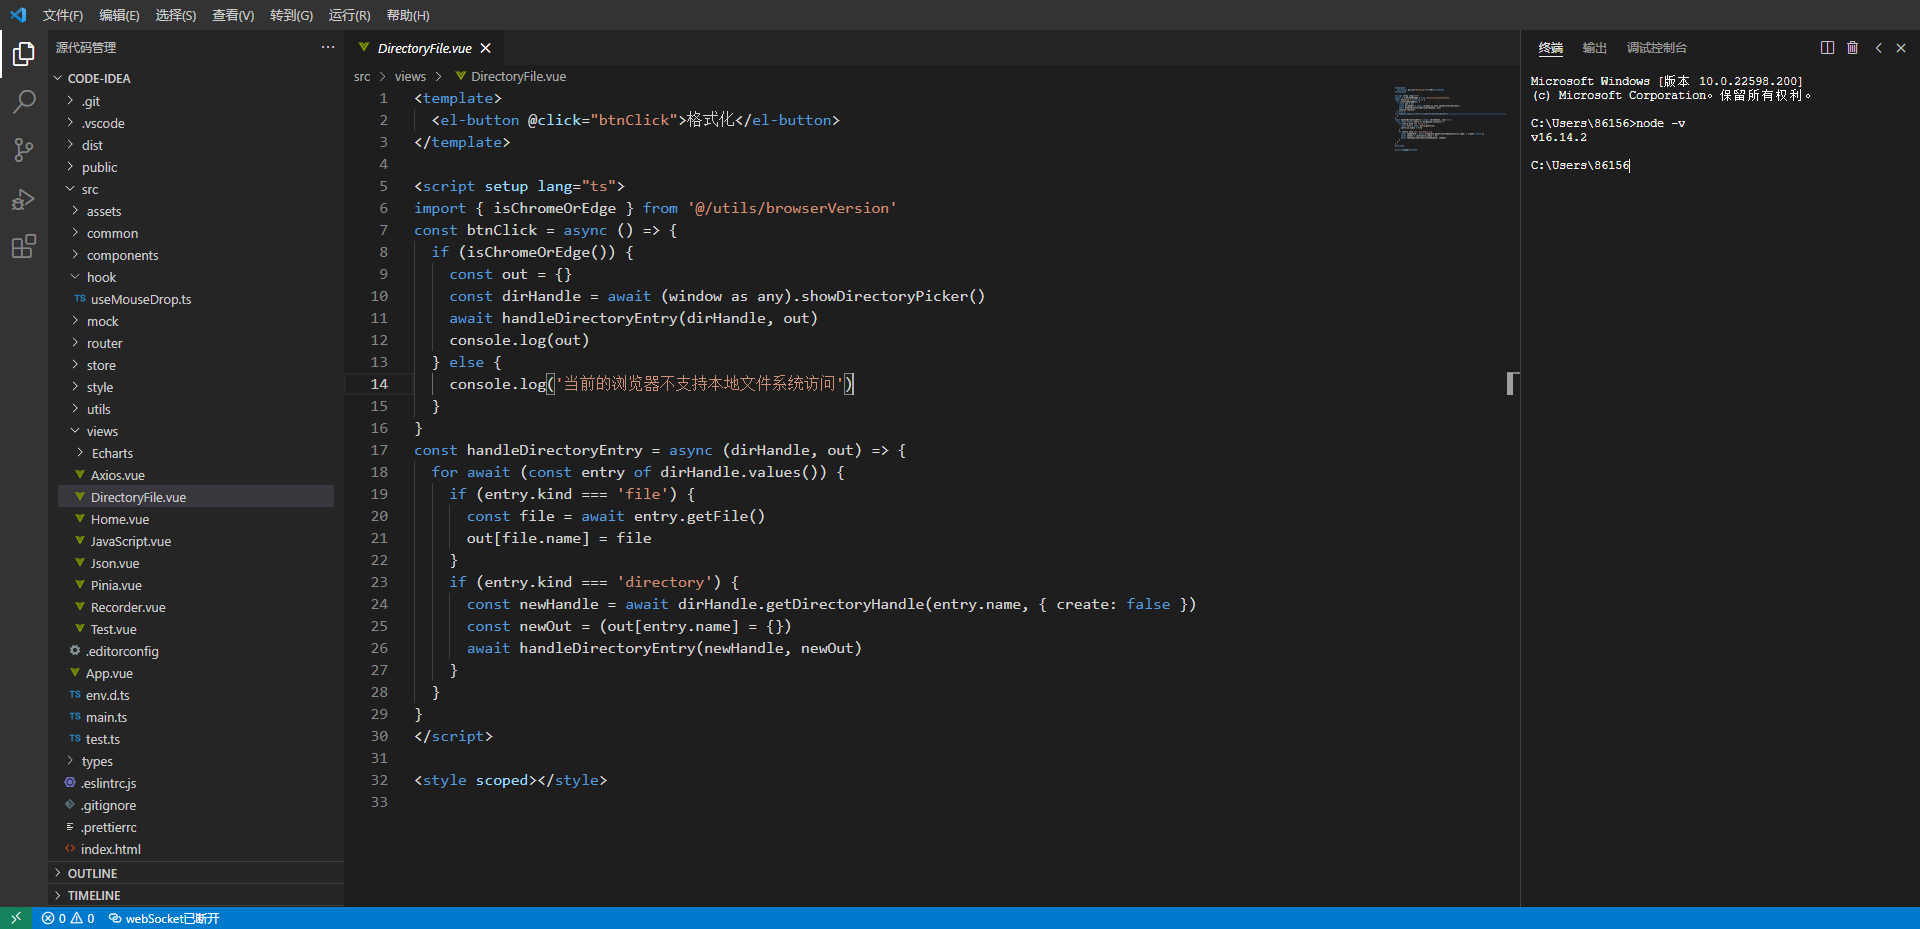 文件(F) 编辑(E) 选择(S) 查看(V) 转到(G) 运行(R) 帮助(H)
源代码管理 ···
CODE-IDEA
.git
.vscode
dist
public
src
assets
common
components
hook
TS useMouseDrop.ts
mock
router
store
style
utils
views
Echarts
Axios.vue
DirectoryFile.vue
Home.vue
JavaScript.vue
Json.vue
Pinia.vue
Recorder.vue
Test.vue
.editorconfig
App.vue
TS env.d.ts
TS main.ts
TS test.ts
types
.eslintrc.js
.gitignore
.prettierrc
index.html
OUTLINE
TIMELINE
DirectoryFile.vue
src > views > DirectoryFile.vue
1 <template>
2 <el-button @click="btnClick">格式化</el-button>
3 </template>
4
5 <script setup lang="ts">
6 import { isChromeOrEdge } from '@/utils/browserVersion'
7 const btnClick = async () => {
8 if (isChromeOrEdge()) {
9 const out = {}
10 const dirHandle = await (window as any).showDirectoryPicker()
11 await handleDirectoryEntry(dirHandle, out)
12 console.log(out)
13 } else {
14 console.log('当前的浏览器不支持本地文件系统访问')
15 }
16 }
17 const handleDirectoryEntry = async (dirHandle, out) => {
18 for await (const entry of dirHandle.values()) {
19 if (entry.kind === 'file') {
20 const file = await entry.getFile()
21 out[file.name] = file
22 }
23 if (entry.kind === 'directory') {
24 const newHandle = await dirHandle.getDirectoryHandle(entry.name, { create: false })
25 const newOut = (out[entry.name] = {})
26 await handleDirectoryEntry(newHandle, newOut)
27 }
28 }
29 }
30 </script>
31
32 <style scoped></style>
33
终端 输出 调试控制台
Microsoft Windows [版本 10.0.22598.200]
(c) Microsoft Corporation。保留所有权利。
C:\Users\86156>node -v
v16.14.2
C:\Users\86156
0 0 webSocket已断开